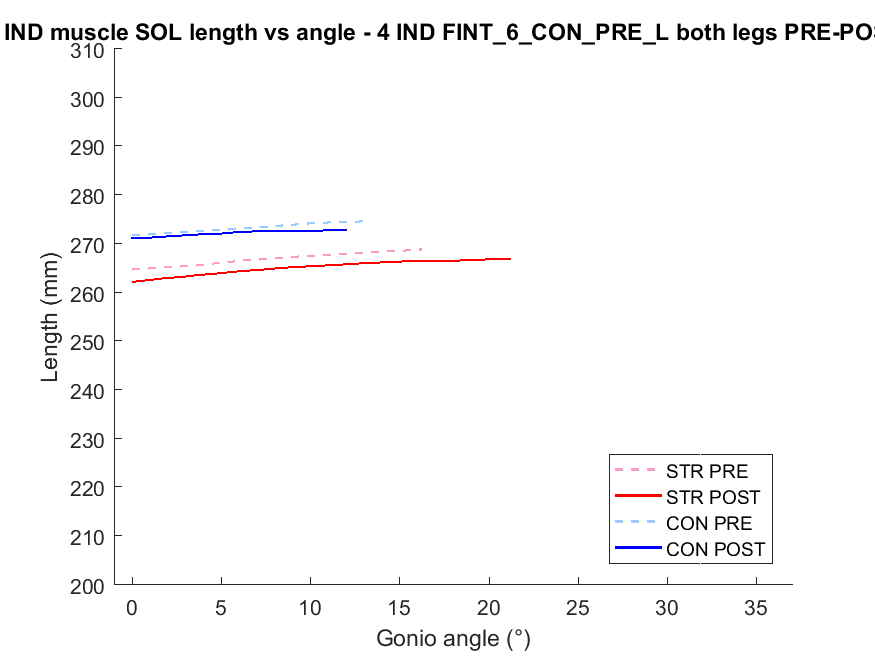 IND muscle SOL length vs angle - 4 IND FINT_6_CON_PRE_L both legs PRE-POS
310
300
290
280
270
260
250
240
230
220
210
200
Length (mm)
0 5 10 15 20 25 30 35
Gonio angle (°)
STR PRE
STR POST
CON PRE
CON POST